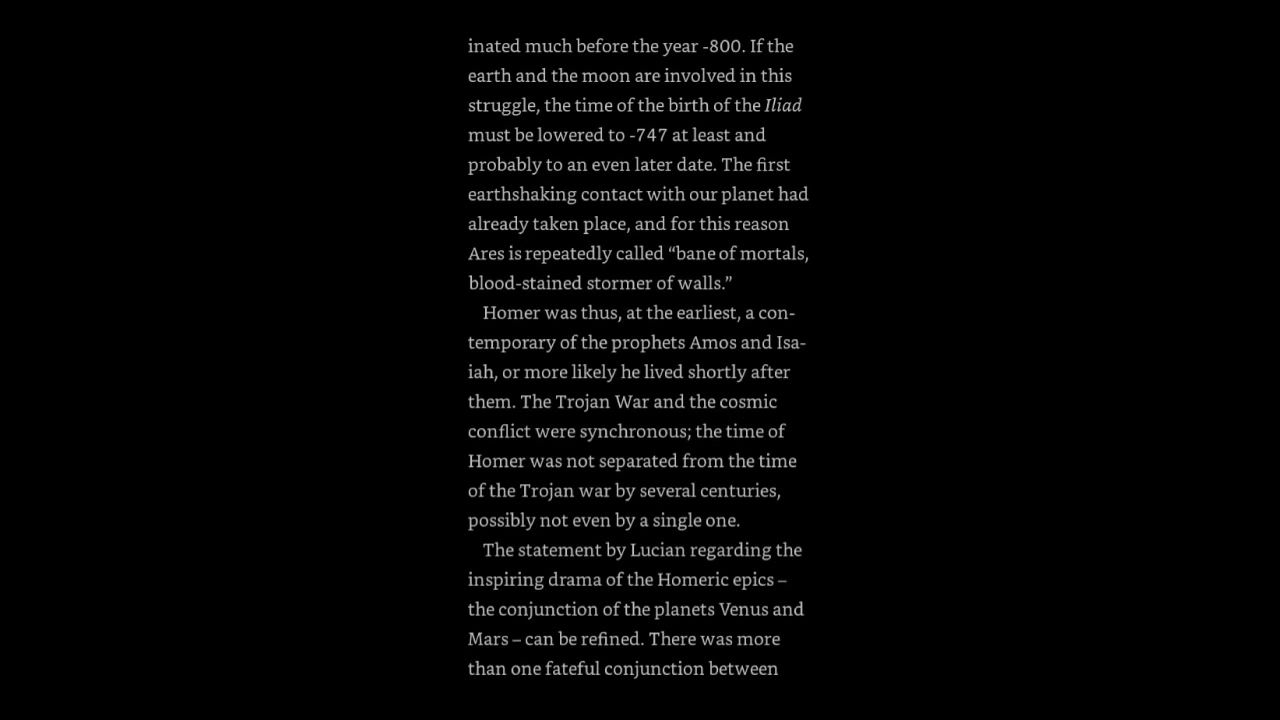 inated much before the year -800. If the
earth and the moon are involved in this
struggle, the time of the birth of the Iliad
must be lowered to -747 at least and
probably to an even later date. The first
earthshaking contact with our planet had
already taken place, and for this reason
Ares is repeatedly called “bane of mortals,
blood-stained stormer of walls.”
Homer was thus, at the earliest, a con-
temporary of the prophets Amos and Isa-
iah, or more likely he lived shortly after
them. The Trojan War and the cosmic
conflict were synchronous; the time of
Homer was not separated from the time
of the Trojan war by several centuries,
possibly not even by a single one.
The statement by Lucian regarding the
inspiring drama of the Homeric epics –
the conjunction of the planets Venus and
Mars – can be refined. There was more
than one fateful conjunction between